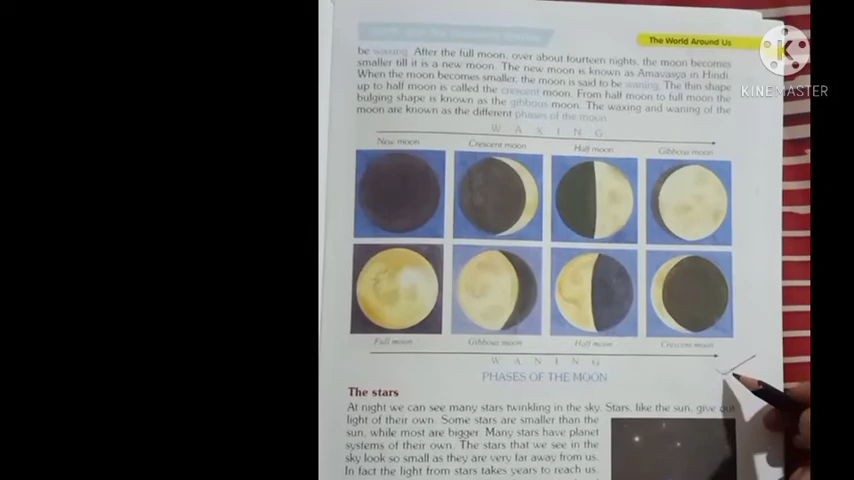 The World Around Us
KINEMASTER
be waxing. After the full moon, over about fourteen nights, the moon becomes
smaller till it is a new moon. The new moon is known as Amavasya in Hindi.
When the moon becomes smaller, the moon is said to be waning. The thin shape
up to half moon is called the crescent moon. From half moon to full moon the
bulging shape is known as the gibbous moon. The waxing and waning of the
moon are known as the different phases of the moon.
W A X I N G
New moon Crescent moon Half moon Gibbous moon
Full moon Gibbous moon Half moon Crescent moon
W A N I N G
PHASES OF THE MOON
The stars
At night we can see many stars twinkling in the sky. Stars, like the sun, give out
light of their own. Some stars are smaller than the
sun, while most are bigger. Many stars have planet
systems of their own. The stars that we see in the
sky look so small as they are very far away from us.
In fact the light from stars takes years to reach us.